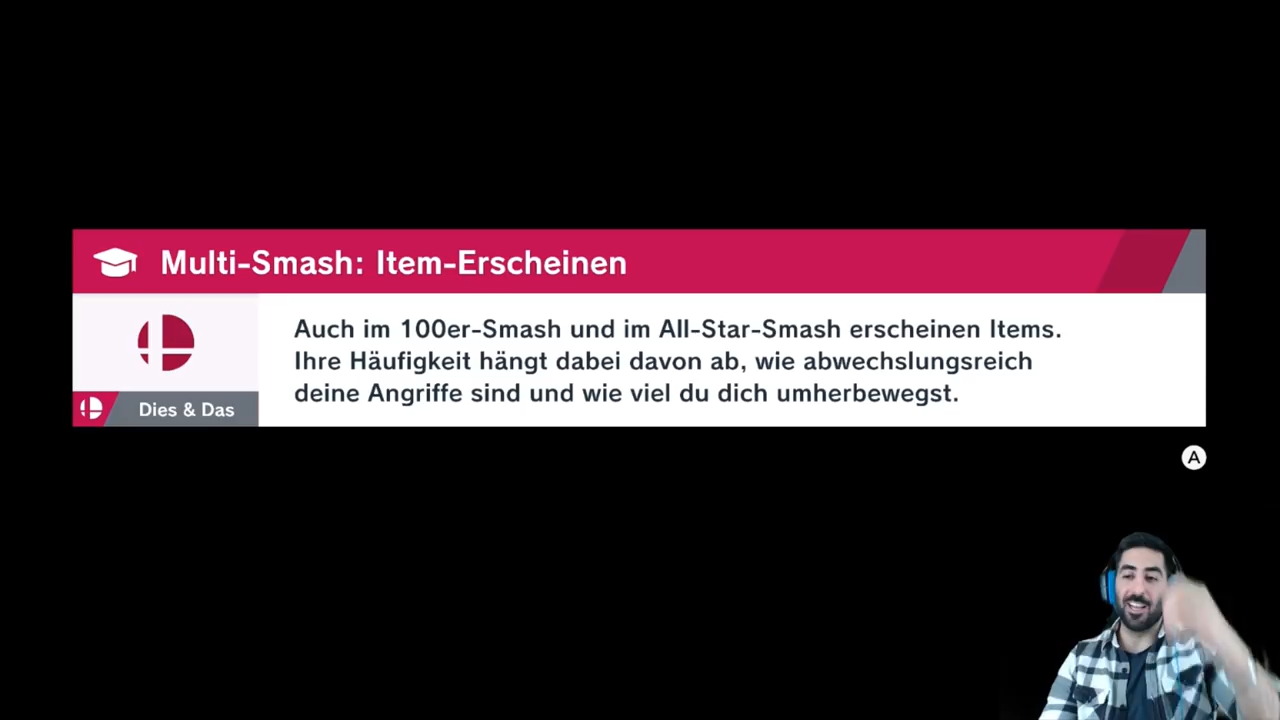 Multi-Smash: Item-Erscheinen
Auch im 100er-Smash und im All-Star-Smash erscheinen Items.
Ihre Häufigkeit hängt dabei davon ab, wie abwechslungsreich
deine Angriffe sind und wie viel du dich umherbewegst.
Dies & Das
A